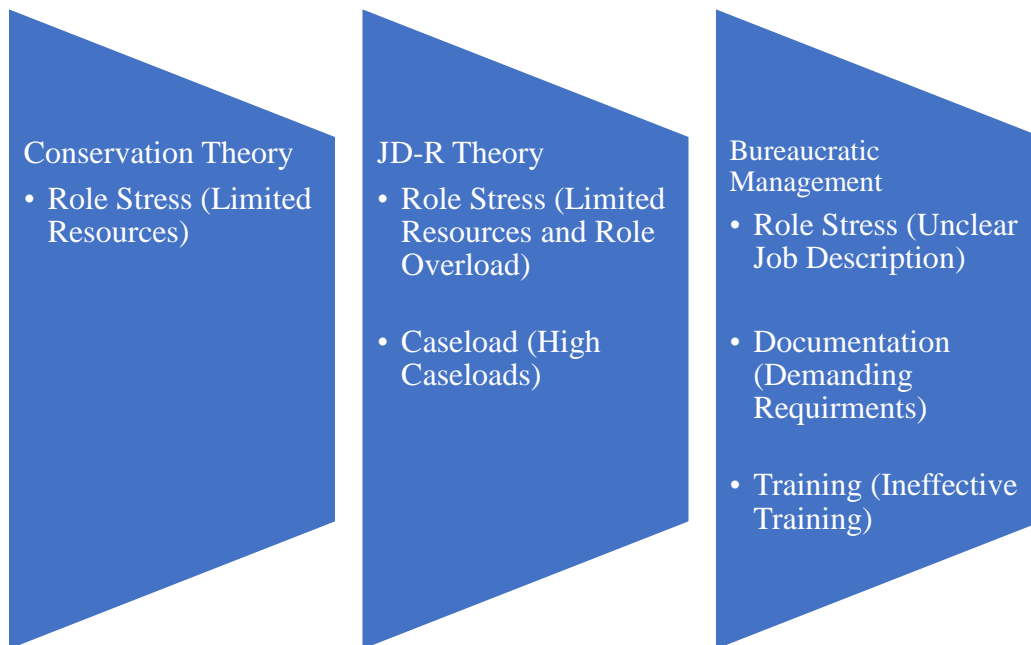 Conservation Theory
• Role Stress (Limited
Resources)
JD-R Theory
• Role Stress (Limited
Resources and Role
Overload)
• Caseload (High
Caseloads)
Bureaucratic
Management
• Role Stress (Unclear
Job Description)
• Documentation
(Demanding
Requirments)
• Training (Ineffective
Training)